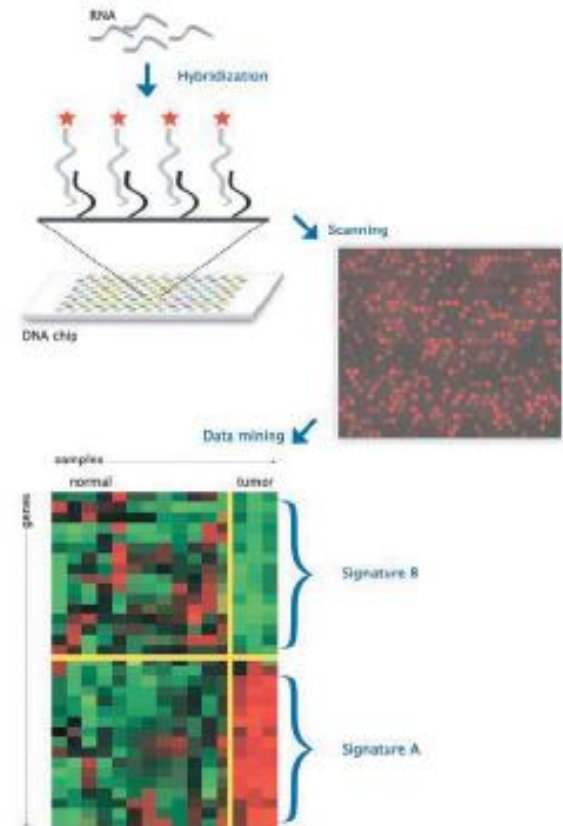 RNA
Hybridization
Scanning
DNA chip
Data mining
samples
normal
tumor
genes
Signature B
Signature A